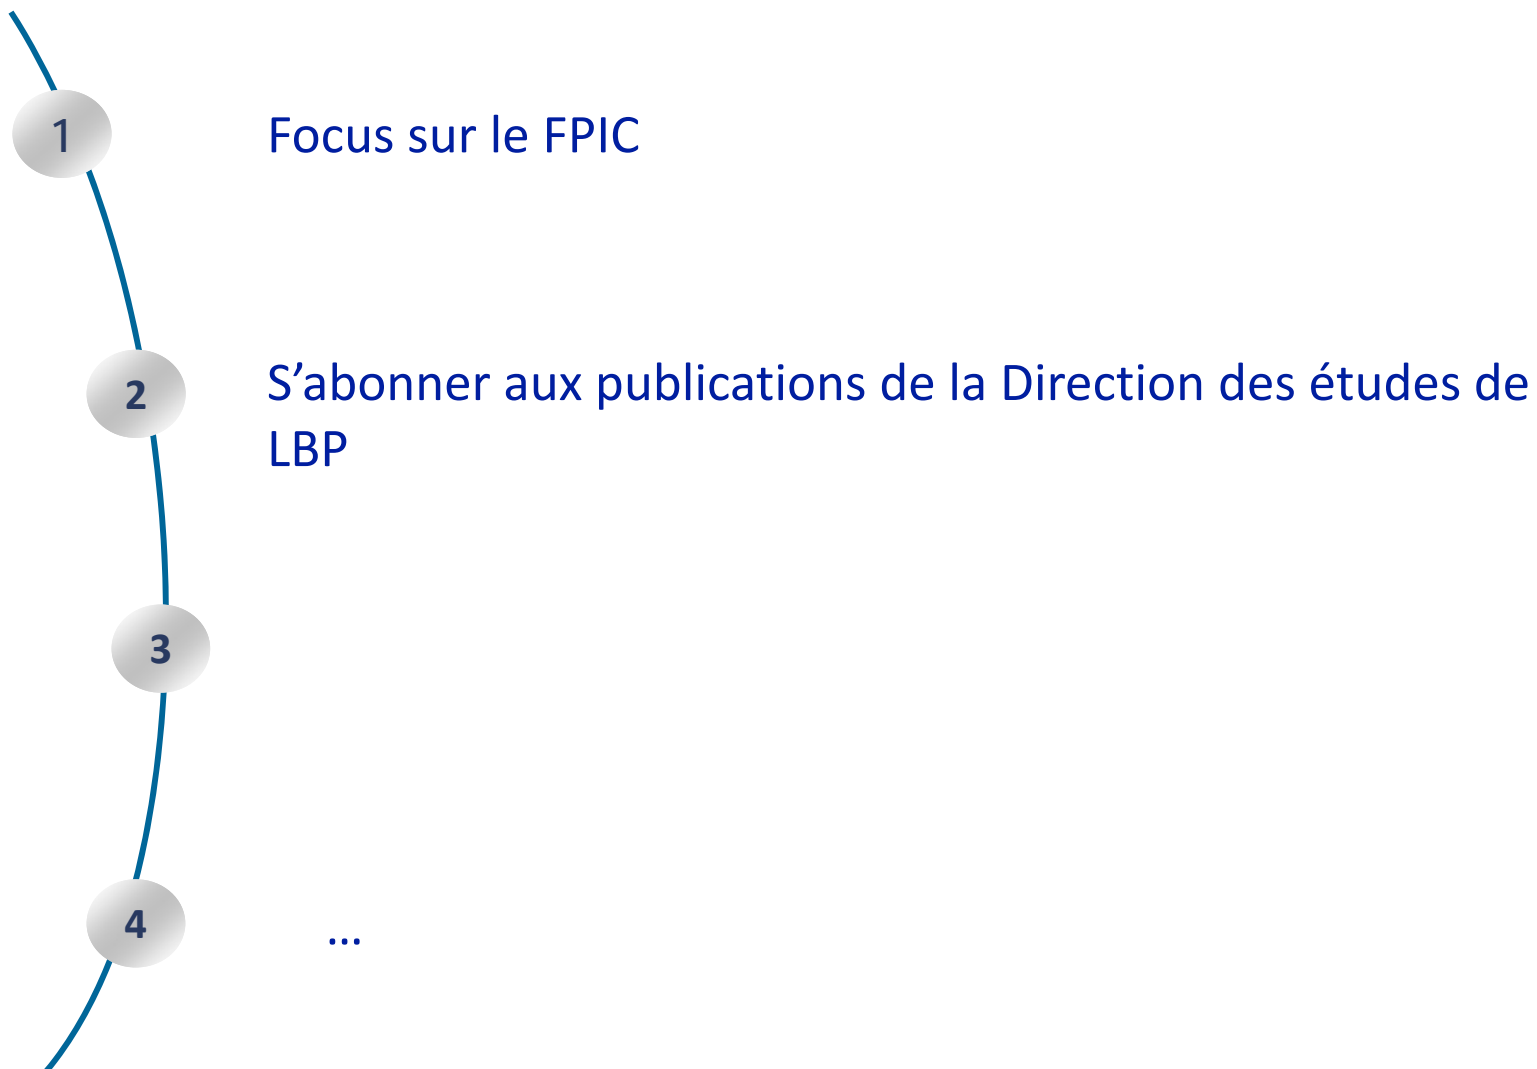 1
Focus sur le FPIC
2
S’abonner aux publications de la Direction des études de
LBP
3
4
…